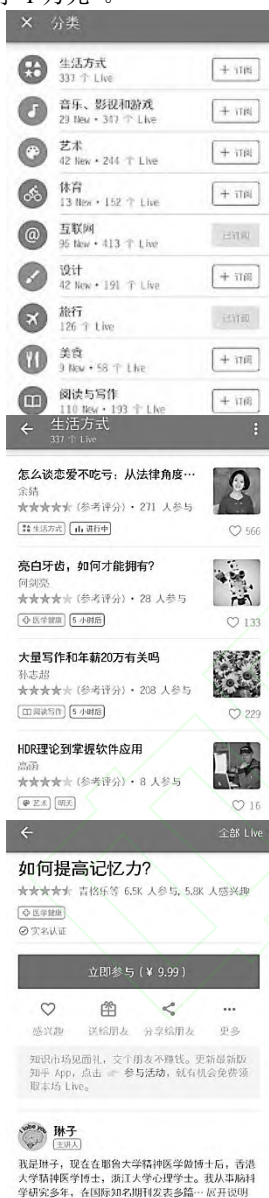 × 分类
生活方式
337 个 Live
+ 订阅
音乐、影视和游戏
29 New • 347 个 Live
+ 订阅
艺术
42 New • 244 个 Live
+ 订阅
体育
13 New • 152 个 Live
+ 订阅
互联网
95 New • 413 个 Live
已订阅
设计
42 New • 191 个 Live
+ 订阅
旅行
126 个 Live
已订阅
美食
9 New • 58 个 Live
+ 订阅
阅读与写作
110 New • 193 个 Live
+ 订阅
← 生活方式
337 个 Live
怎么谈恋爱不吃亏：从法律角度…
★★★★★ (参考评分) • 271 人参与
生活方式 进行中
566
亮白牙齿，如何才能拥有？
何剑亮
★★★★★ (参考评分) • 28 人参与
医学健康 5 小时后
133
大量写作和年薪20万有关吗
孙志超
★★★★★ (参考评分) • 208 人参与
阅读写作 5 小时后
229
HDR理论到掌握软件应用
高函
★★★★★ (参考评分) • 8 人参与
艺术 明天
16
← 全部 Live
如何提高记忆力？
★★★★★ 青格乐等 6.5K 人参与, 5.8K 人感兴趣
医学健康
实名认证
立即参与 (¥ 9.99)
感兴趣 送给朋友 分享给朋友 更多
知识市场见面礼，交个朋友不赚钱。更新最新版
知乎 App，点击 ☞ 参与活动，就有机会免费领
取本场 Live。
琳子
主讲人
我是琳子，现在在耶鲁大学精神医学做博士后，香港
大学精神医学博士，浙江大学心理学硕士。我从事脑科
学研究多年，在国际知名期刊发表多篇… 展开说明